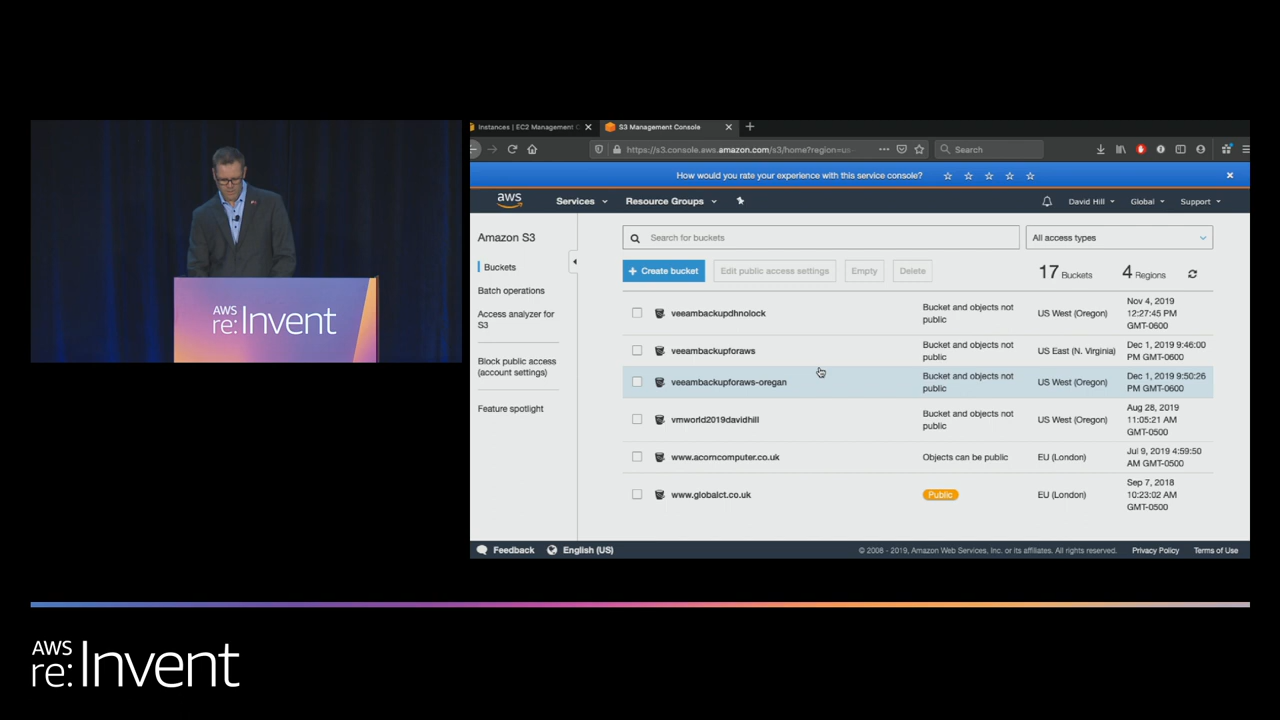 AWS
re:Invent
Instances | EC2 Management C
S3 Management Console
https://s3.console.aws.amazon.com/s3/home?region=us-
Search
How would you rate your experience with this service console?
aws
Services
Resource Groups
David Hill
Global
Support
Amazon S3
Buckets
Batch operations
Access analyzer for
S3
Block public access
(account settings)
Feature spotlight
Search for buckets
All access types
+ Create bucket
Edit public access settings
Empty
Delete
17 Buckets
4 Regions
veeambackupdhnolock
Bucket and objects not
public
US West (Oregon)
Nov 4, 2019
12:27:45 PM
GMT-0600
veeambackupforaws
Bucket and objects not
public
US East (N. Virginia)
Dec 1, 2019 9:46:00
PM GMT-0600
veeambackupforaws-oregan
Bucket and objects not
public
US West (Oregon)
Dec 1, 2019 9:50:26
PM GMT-0600
vmworld2019davidhill
Bucket and objects not
public
US West (Oregon)
Aug 28, 2019
11:05:21 AM
GMT-0500
www.acorncomputer.co.uk
Objects can be public
EU (London)
Jul 9, 2019 4:59:50
AM GMT-0500
www.globalct.co.uk
Public
EU (London)
Sep 7, 2018
10:23:02 AM
GMT-0500
Feedback
English (US)
© 2008 - 2019, Amazon Web Services, Inc. or its affiliates. All rights reserved.
Privacy Policy
Terms of Use
AWS
re:Invent